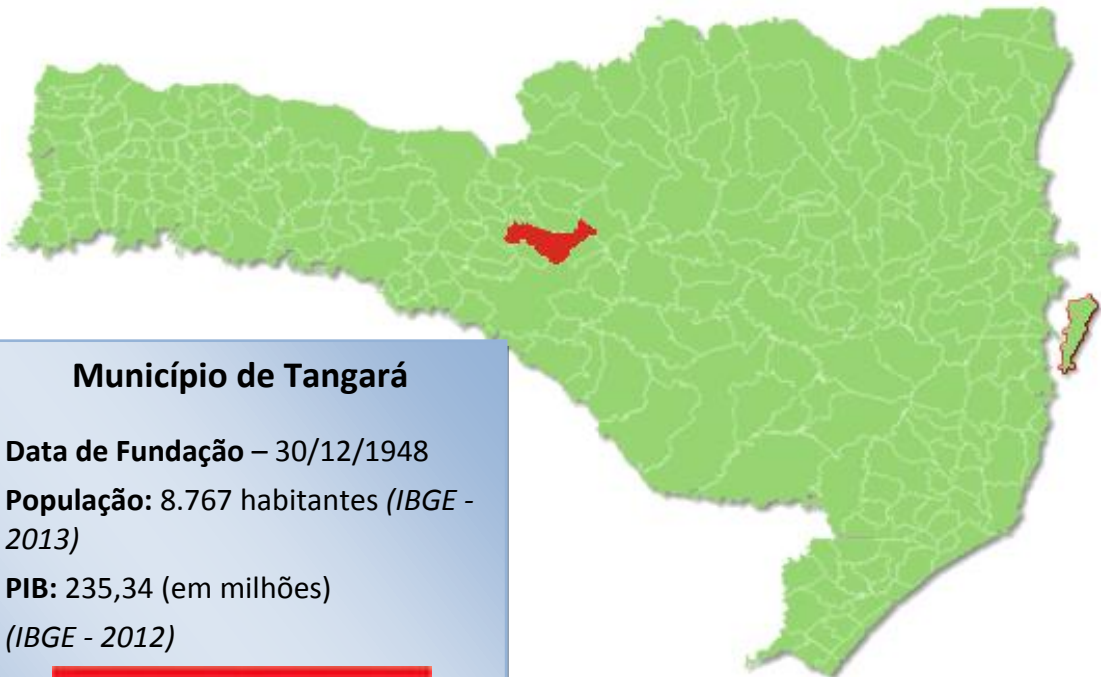 Município de Tangará
Data de Fundação – 30/12/1948
População: 8.767 habitantes (IBGE -
2013)
PIB: 235,34 (em milhões)
(IBGE - 2012)